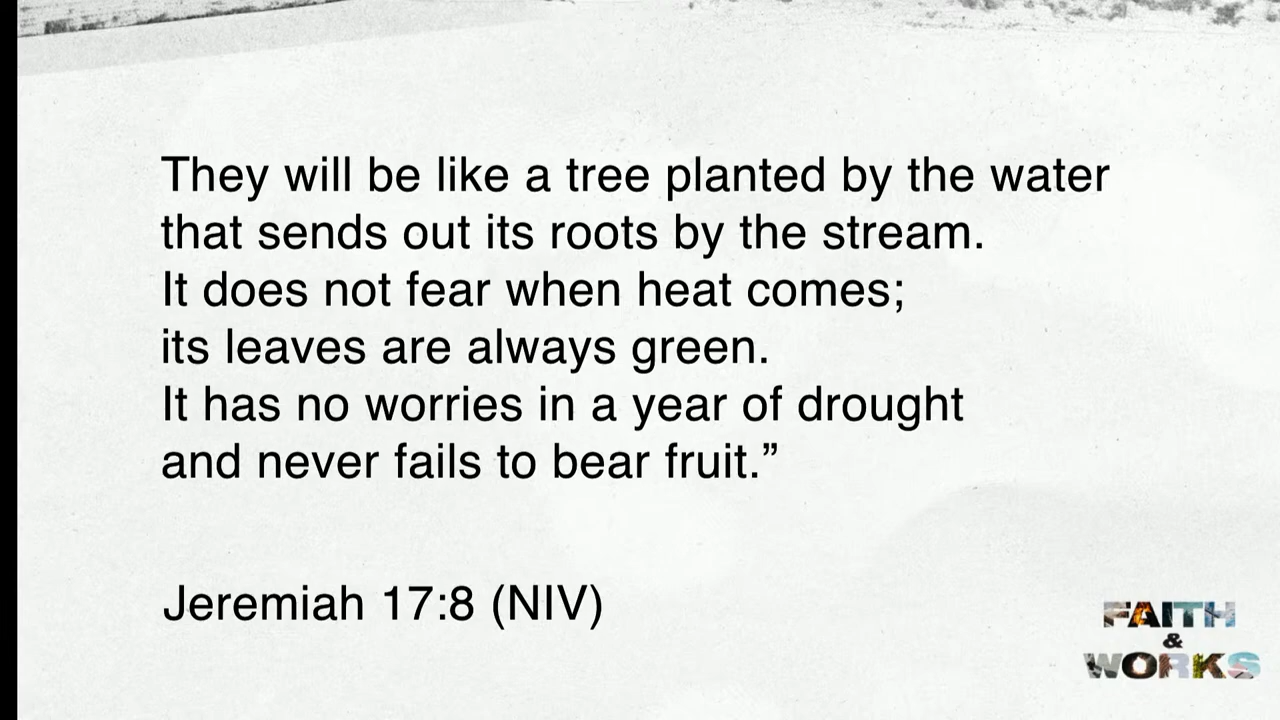 They will be like a tree planted by the water
that sends out its roots by the stream.
It does not fear when heat comes;
its leaves are always green.
It has no worries in a year of drought
and never fails to bear fruit.”
Jeremiah 17:8 (NIV)
FAITH
&
WORKS